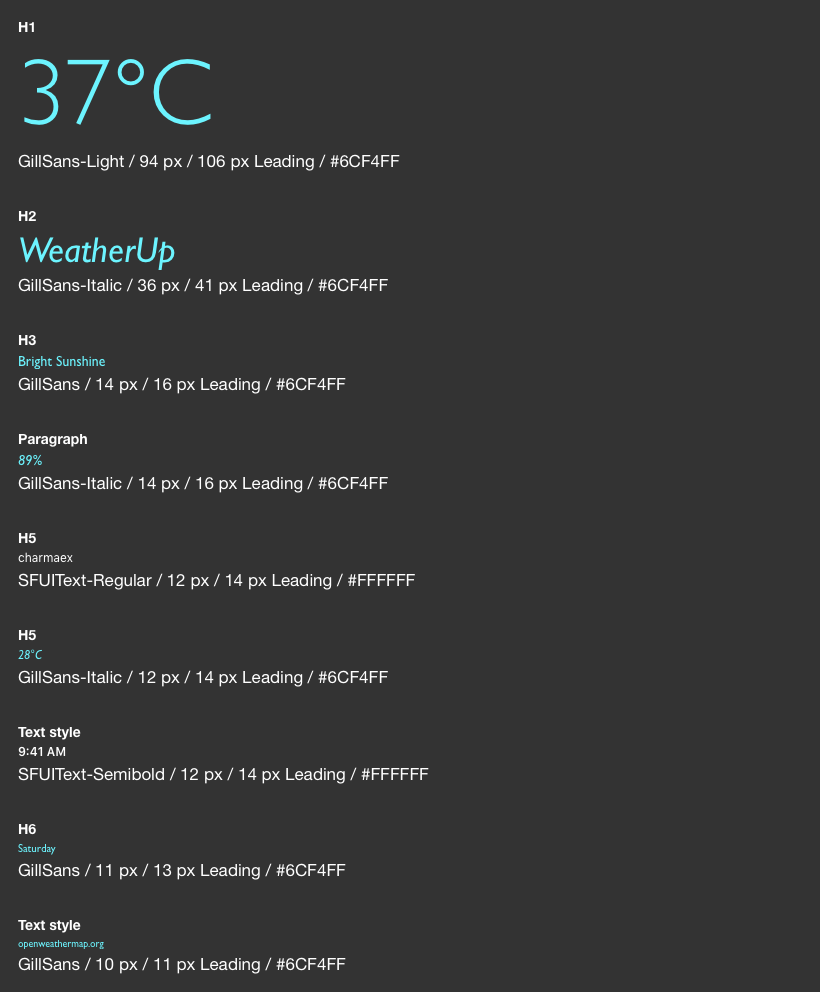 H1
37°C
GillSans-Light / 94 px / 106 px Leading / #6CF4FF
H2
WeatherUp
GillSans-Italic / 36 px / 41 px Leading / #6CF4FF
H3
Bright Sunshine
GillSans / 14 px / 16 px Leading / #6CF4FF
Paragraph
89%
GillSans-Italic / 14 px / 16 px Leading / #6CF4FF
H5
charmaex
SFUIText-Regular / 12 px / 14 px Leading / #FFFFFF
H5
28°C
GillSans-Italic / 12 px / 14 px Leading / #6CF4FF
Text style
9:41 AM
SFUIText-Semibold / 12 px / 14 px Leading / #FFFFFF
H6
Saturday
GillSans / 11 px / 13 px Leading / #6CF4FF
Text style
openweathermap.org
GillSans / 10 px / 11 px Leading / #6CF4FF